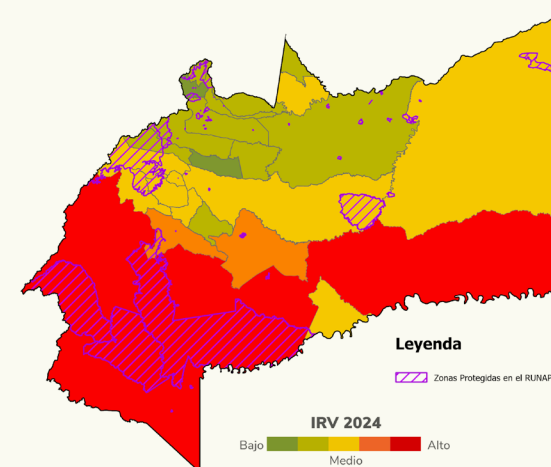 Leyenda
Zonas Protegidas en el RUNAP
IRV 2024
Bajo
Alto
Medio